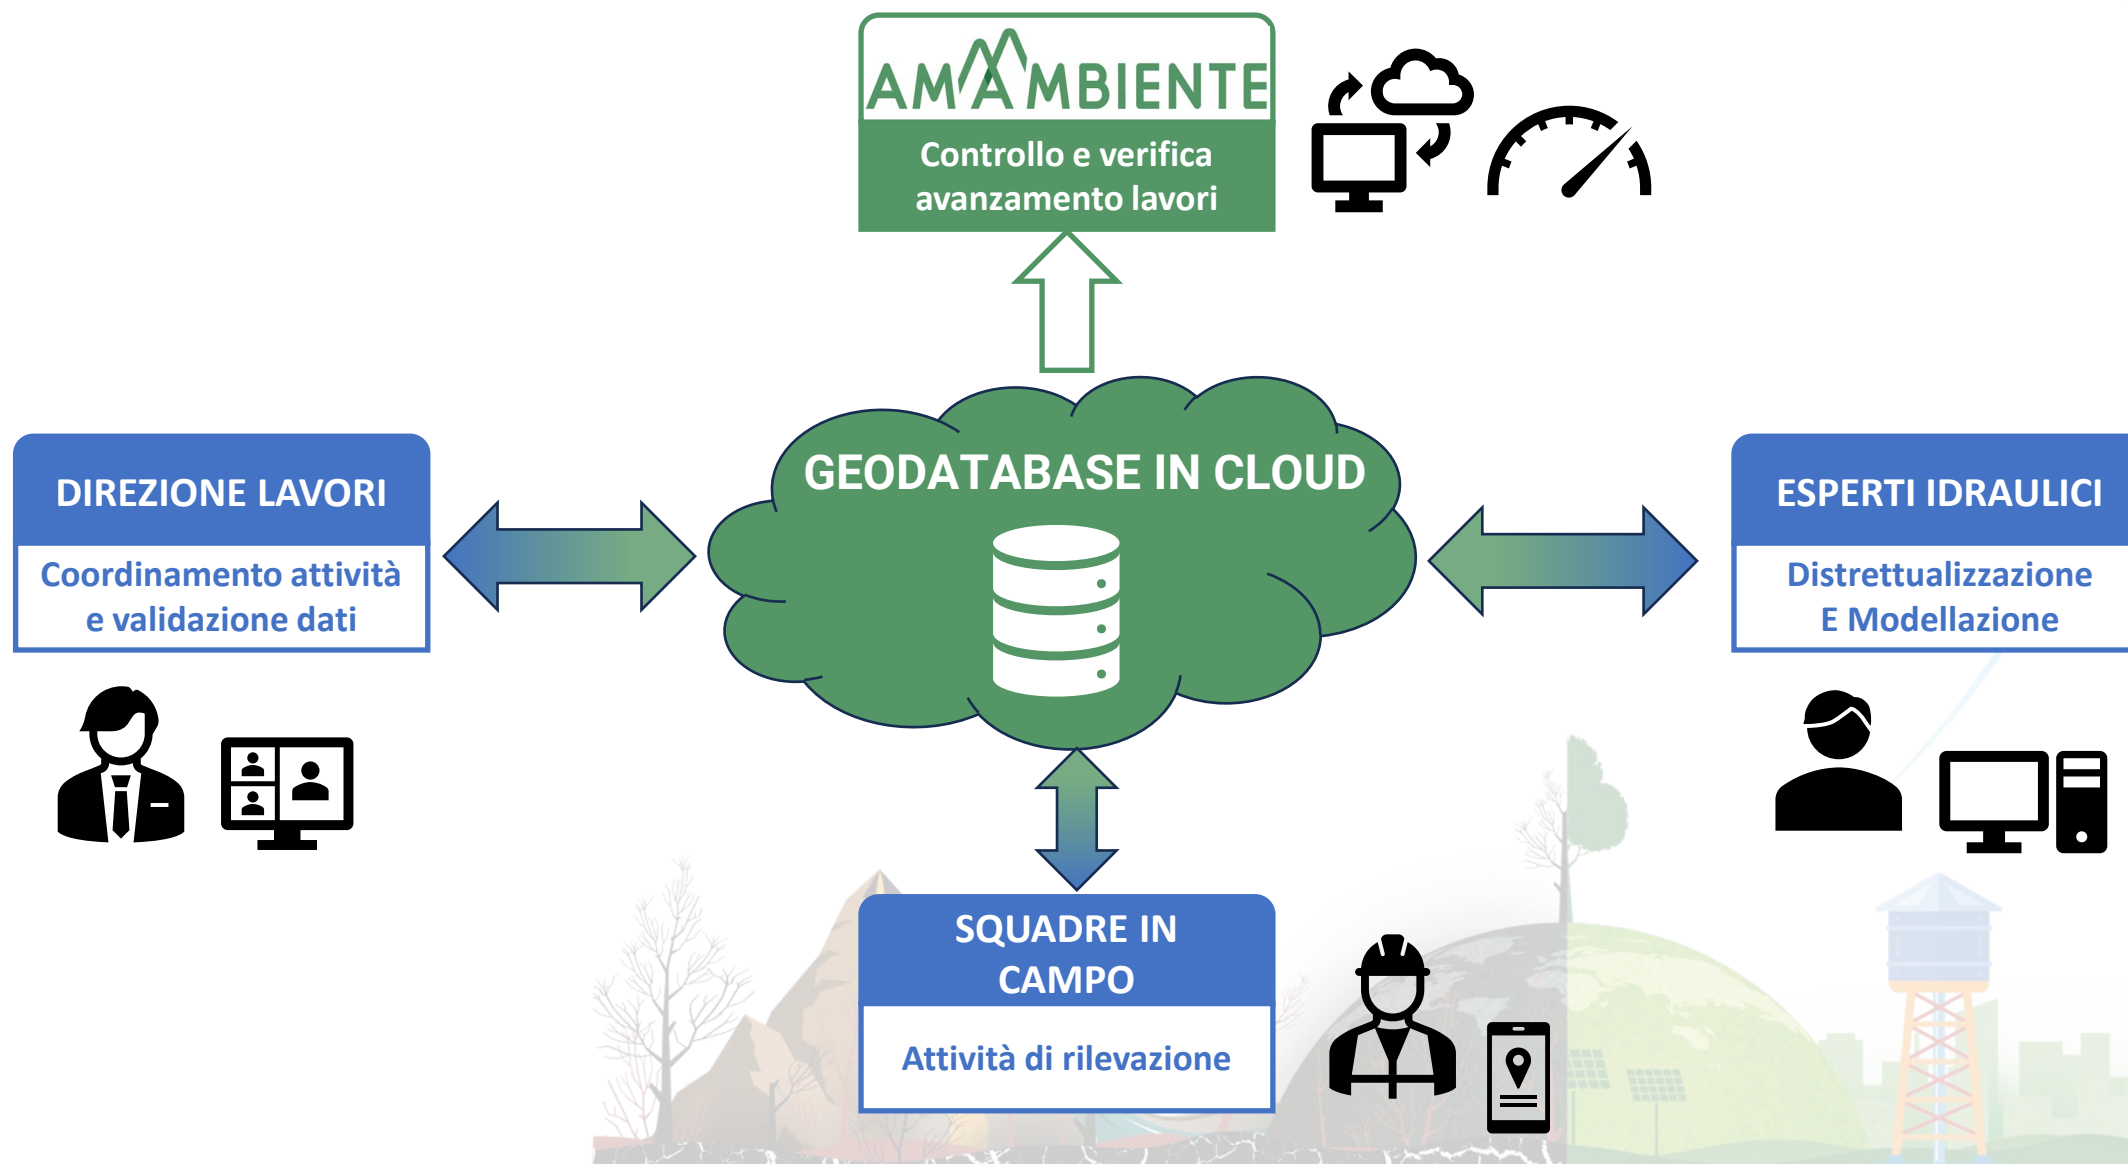 AMAMBIENTE
Controllo e verifica
avanzamento lavori
GEODATABASE IN CLOUD
DIREZIONE LAVORI
Coordinamento attività
e validazione dati
ESPERTI IDRAULICI
Distrettualizzazione
E Modellazione
SQUADRE IN
CAMPO
Attività di rilevazione